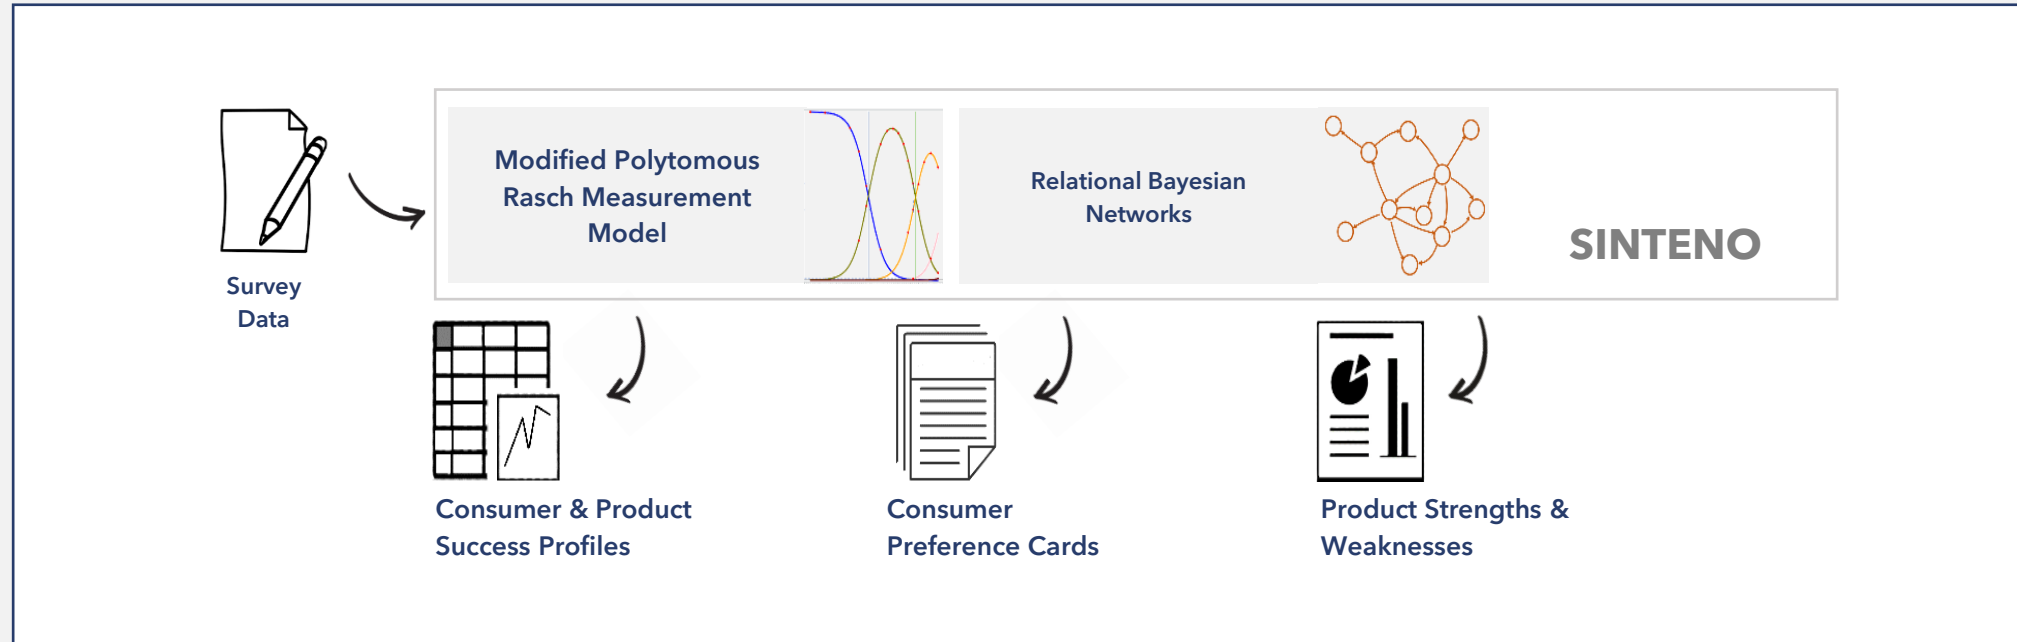 Modified Polytomous
Rasch Measurement
Model
Relational Bayesian
Networks
SINTENO
Survey
Data
Consumer & Product
Success Profiles
Consumer
Preference Cards
Product Strengths &
Weaknesses